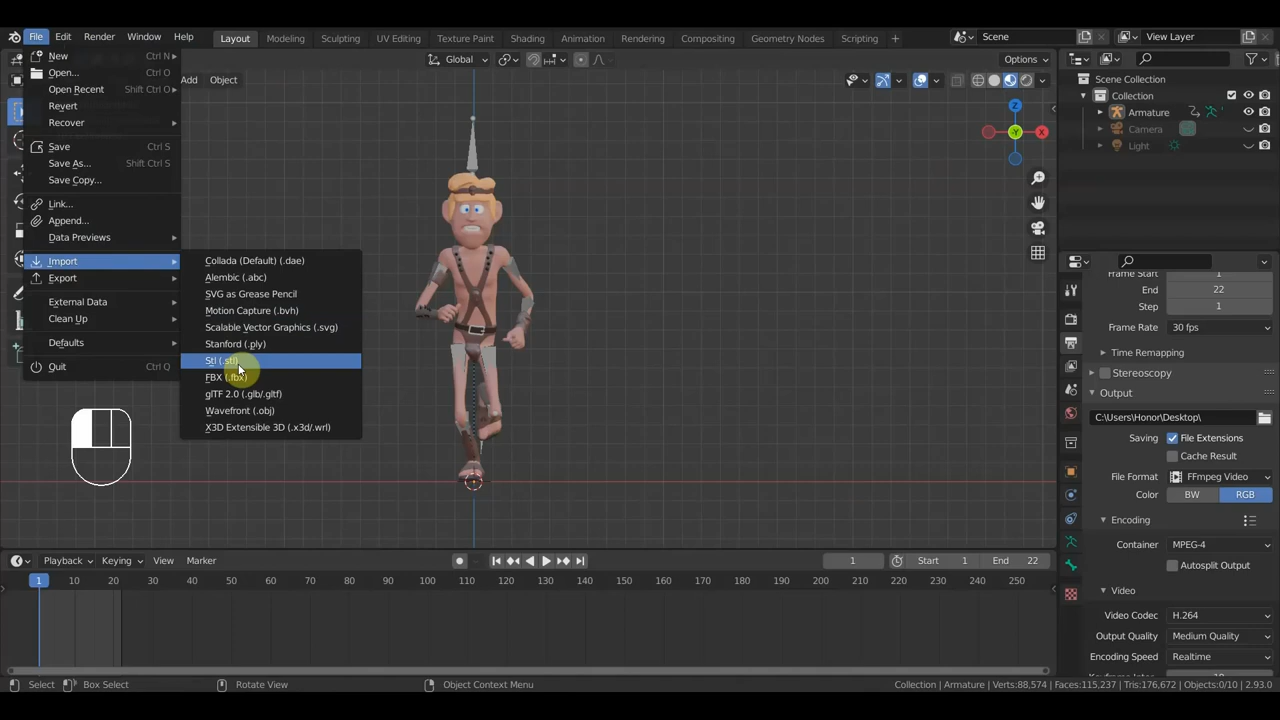 File Edit Render Window Help Layout Modeling Sculpting UV Editing Texture Paint Shading Animation Rendering Compositing Geometry Nodes Scripting + Scene View Layer
New Ctrl N
Open... Ctrl O
Open Recent Shift Ctrl O
Revert
Recover
Save Ctrl S
Save As... Shift Ctrl S
Save Copy...
Link...
Append...
Data Previews
Import
Export
External Data
Clean Up
Defaults
Quit Ctrl Q
Collada (Default) (.dae)
Alembic (.abc)
SVG as Grease Pencil
Motion Capture (.bvh)
Scalable Vector Graphics (.svg)
Stanford (.ply)
Stl (.stl)
FBX (.fbx)
glTF 2.0 (.glb/.gltf)
Wavefront (.obj)
X3D Extensible 3D (.x3d/.wrl)
Global Options
Add Object
Z
Y X
Scene Collection
Collection
Armature
Camera
Light
Frame Start 1
End 22
Step 1
Frame Rate 30 fps
Time Remapping
Stereoscopy
Output
C:\Users\Honor\Desktop\
Saving File Extensions
Cache Result
File Format FFmpeg Video
Color BW RGB
Encoding
Container MPEG-4
Autosplit Output
Video
Video Codec H.264
Output Quality Medium Quality
Encoding Speed Realtime
Playback Keying View Marker 1 Start 1 End 22
1 10 20 30 40 50 60 70 80 90 100 110 120 130 140 150 160 170 180 190 200 210 220 230 240 250
Select Box Select Rotate View Object Context Menu Collection | Armature | Verts:88,574 | Faces:115,237 | Tris:176,672 | Objects:0/10 | 2.93.0